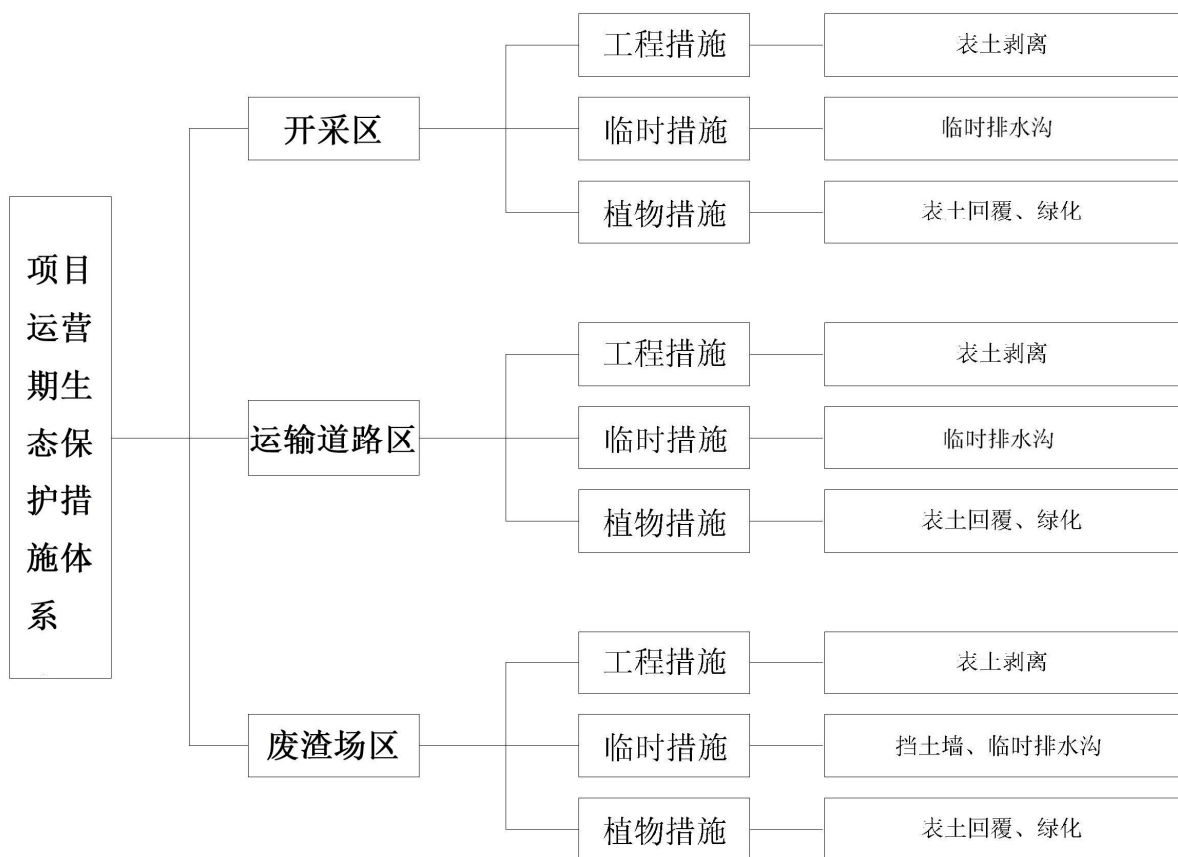 项目
运营
期生
态保
护措
施体
系
开采区
工程措施
表土剥离
临时措施
临时排水沟
植物措施
表土回覆、绿化
运输道路区
工程措施
表土剥离
临时措施
临时排水沟
植物措施
表土回覆、绿化
废渣场区
工程措施
表上剥离
临时措施
挡土墙、临时排水沟
植物措施
表土回覆、绿化